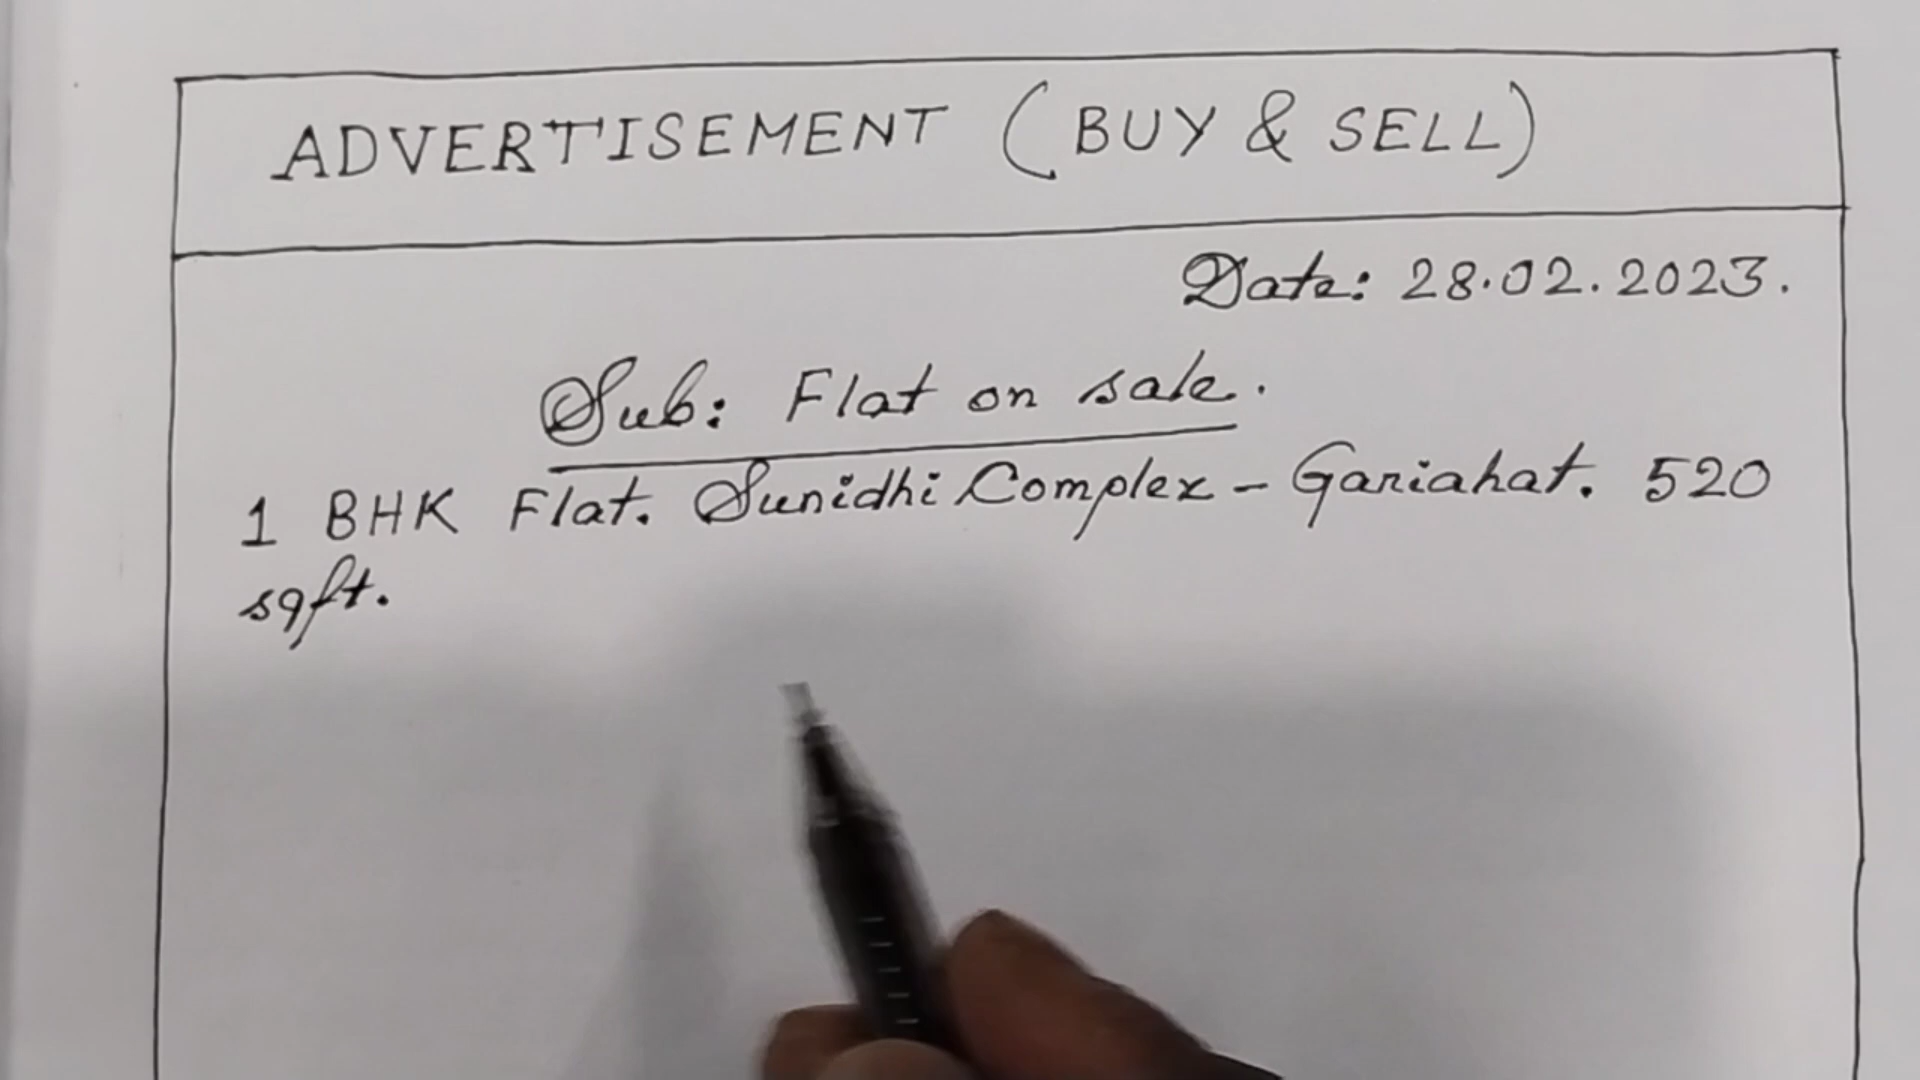 ADVERTISEMENT (BUY & SELL)
Date: 28.02.2023.
Sub: Flat on sale.
1 BHK Flat. Sunidhi Complex - Gariahat. 520
sqft.